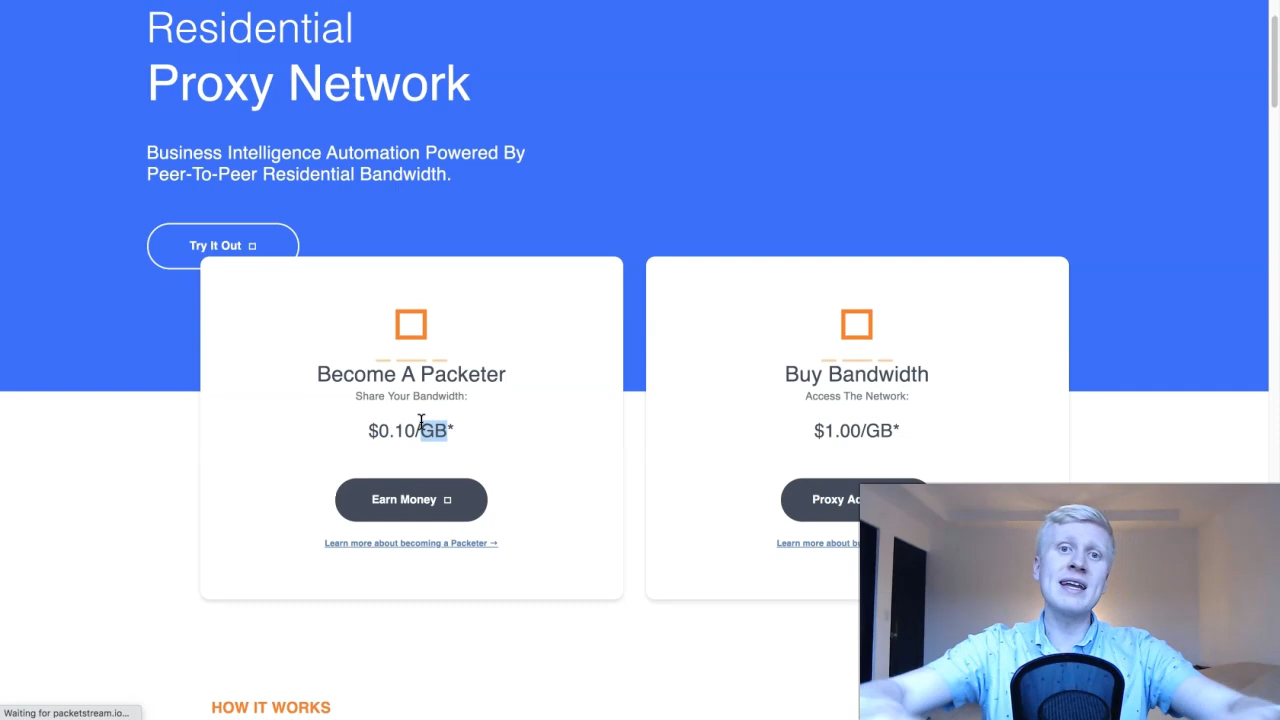 Residential
Proxy Network
Business Intelligence Automation Powered By
Peer-To-Peer Residential Bandwidth.
Try It Out
Become A Packeter
Share Your Bandwidth:
$0.10/GB*
Earn Money
Learn more about becoming a Packeter →
Buy Bandwidth
Access The Network:
$1.00/GB*
Proxy
Learn more about
HOW IT WORKS
Waiting for packetstream.io...